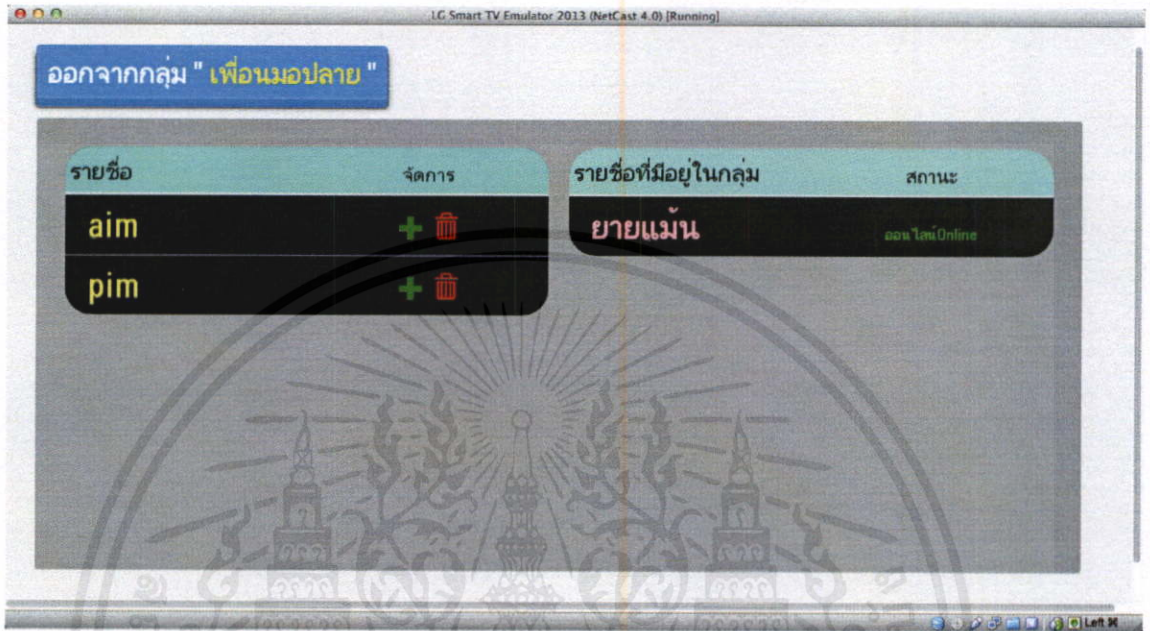 LG Smart TV Emulator 2013 (NetCast 4.0) [Running]
ออกจากกลุ่ม " เพื่อนมอปลาย "
รายชื่อ จัดการ
aim
pim
รายชื่อที่มีอยู่ในกลุ่ม สถานะ
ยายแม้น ออนไลน์Online
Left ⌘